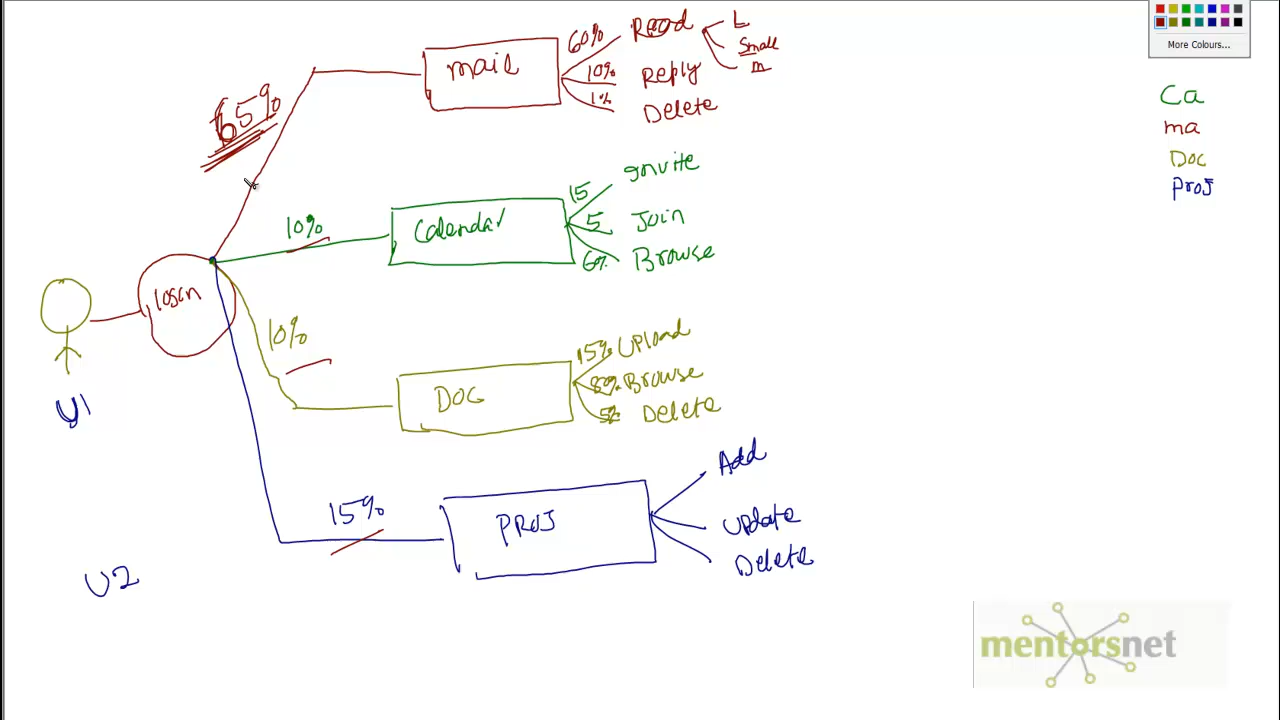 More Colours...
60% Read L
Small
m
mail
10% Reply
1% Delete
65%
Ca
ma
Doc
Proj
15 Invite
10%
Calendar
5 Join
6% Browse
login
10%
15% Upload
DOC
80% Browse
5% Delete
U1
Add
15%
PROJ
Update
Delete
U2
mentorsnet